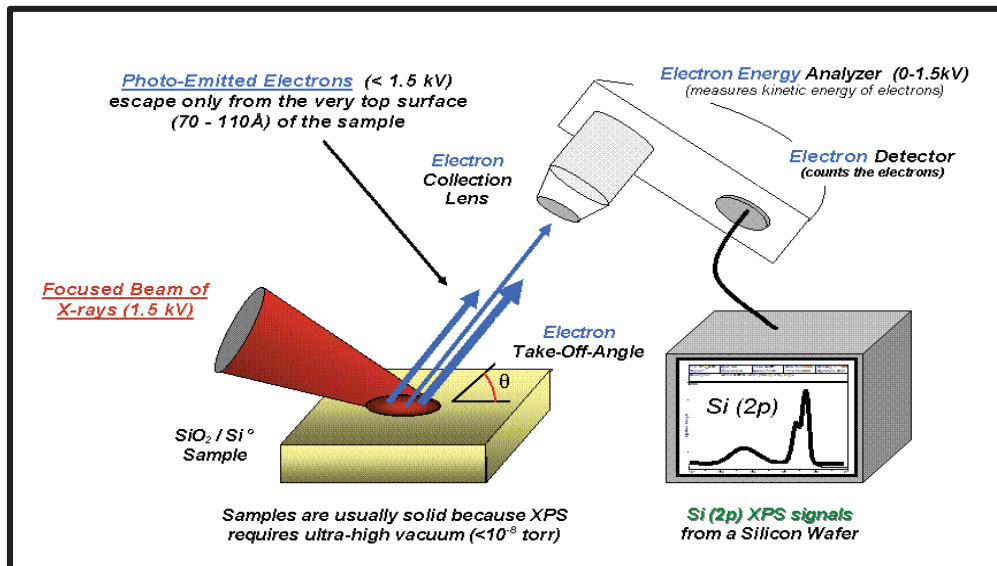 Photo-Emitted Electrons (< 1.5 kV)
escape only from the very top surface
(70 - 110Å) of the sample
Electron Energy Analyzer (0-1.5kV)
(measures kinetic energy of electrons)
Electron
Collection
Lens
Electron Detector
(counts the electrons)
Focused Beam of
X-rays (1.5 kV)
Electron
Take-Off-Angle
θ
Si (2p)
SiO₂ / Si°
Sample
Samples are usually solid because XPS
requires ultra-high vacuum (<10⁻⁸ torr)
Si (2p) XPS signals
from a Silicon Wafer